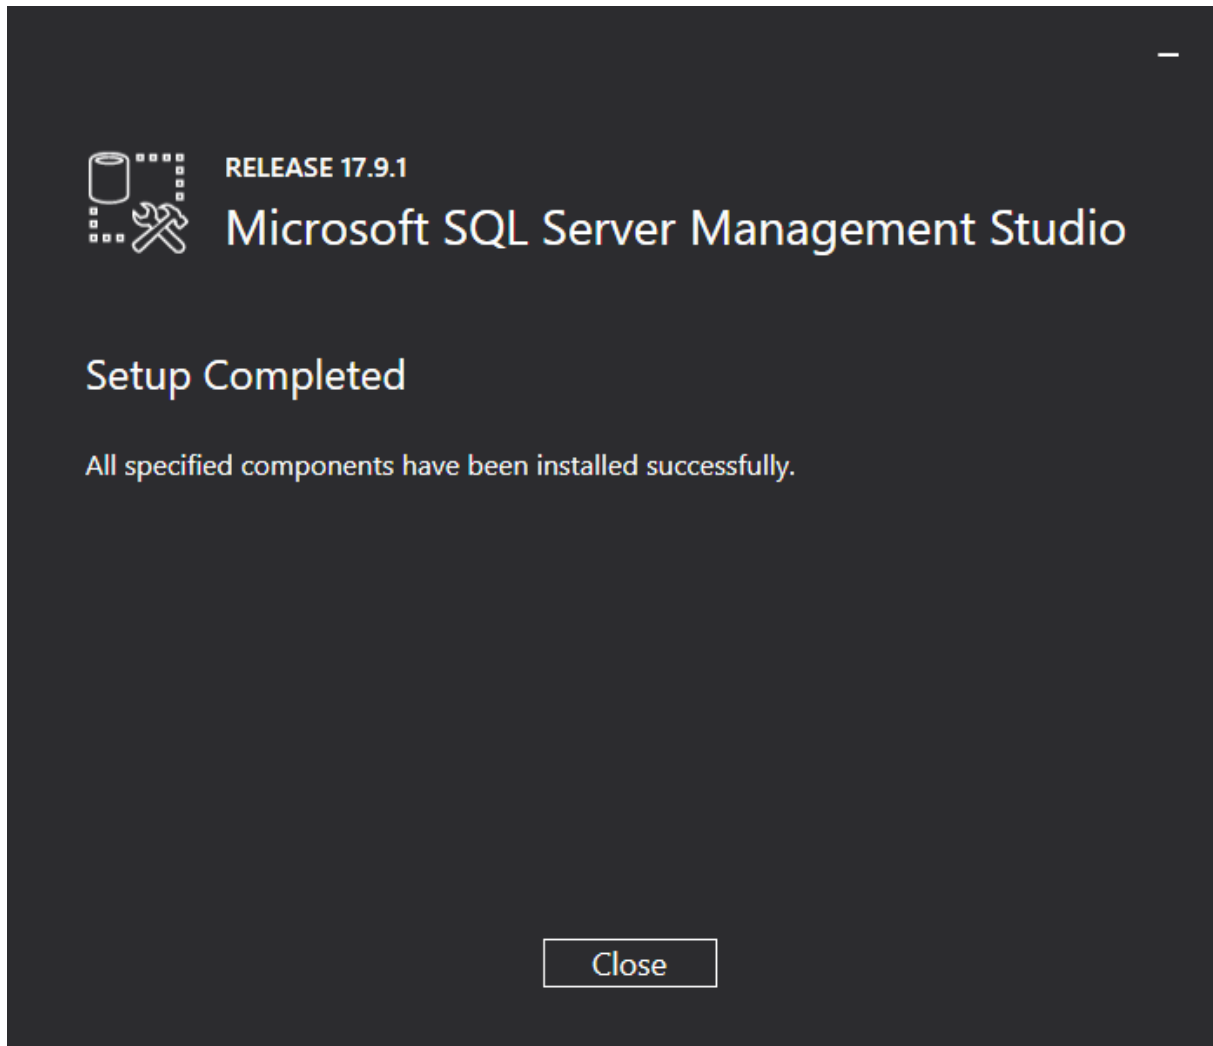 RELEASE 17.9.1
Microsoft SQL Server Management Studio
Setup Completed
All specified components have been installed successfully.
Close